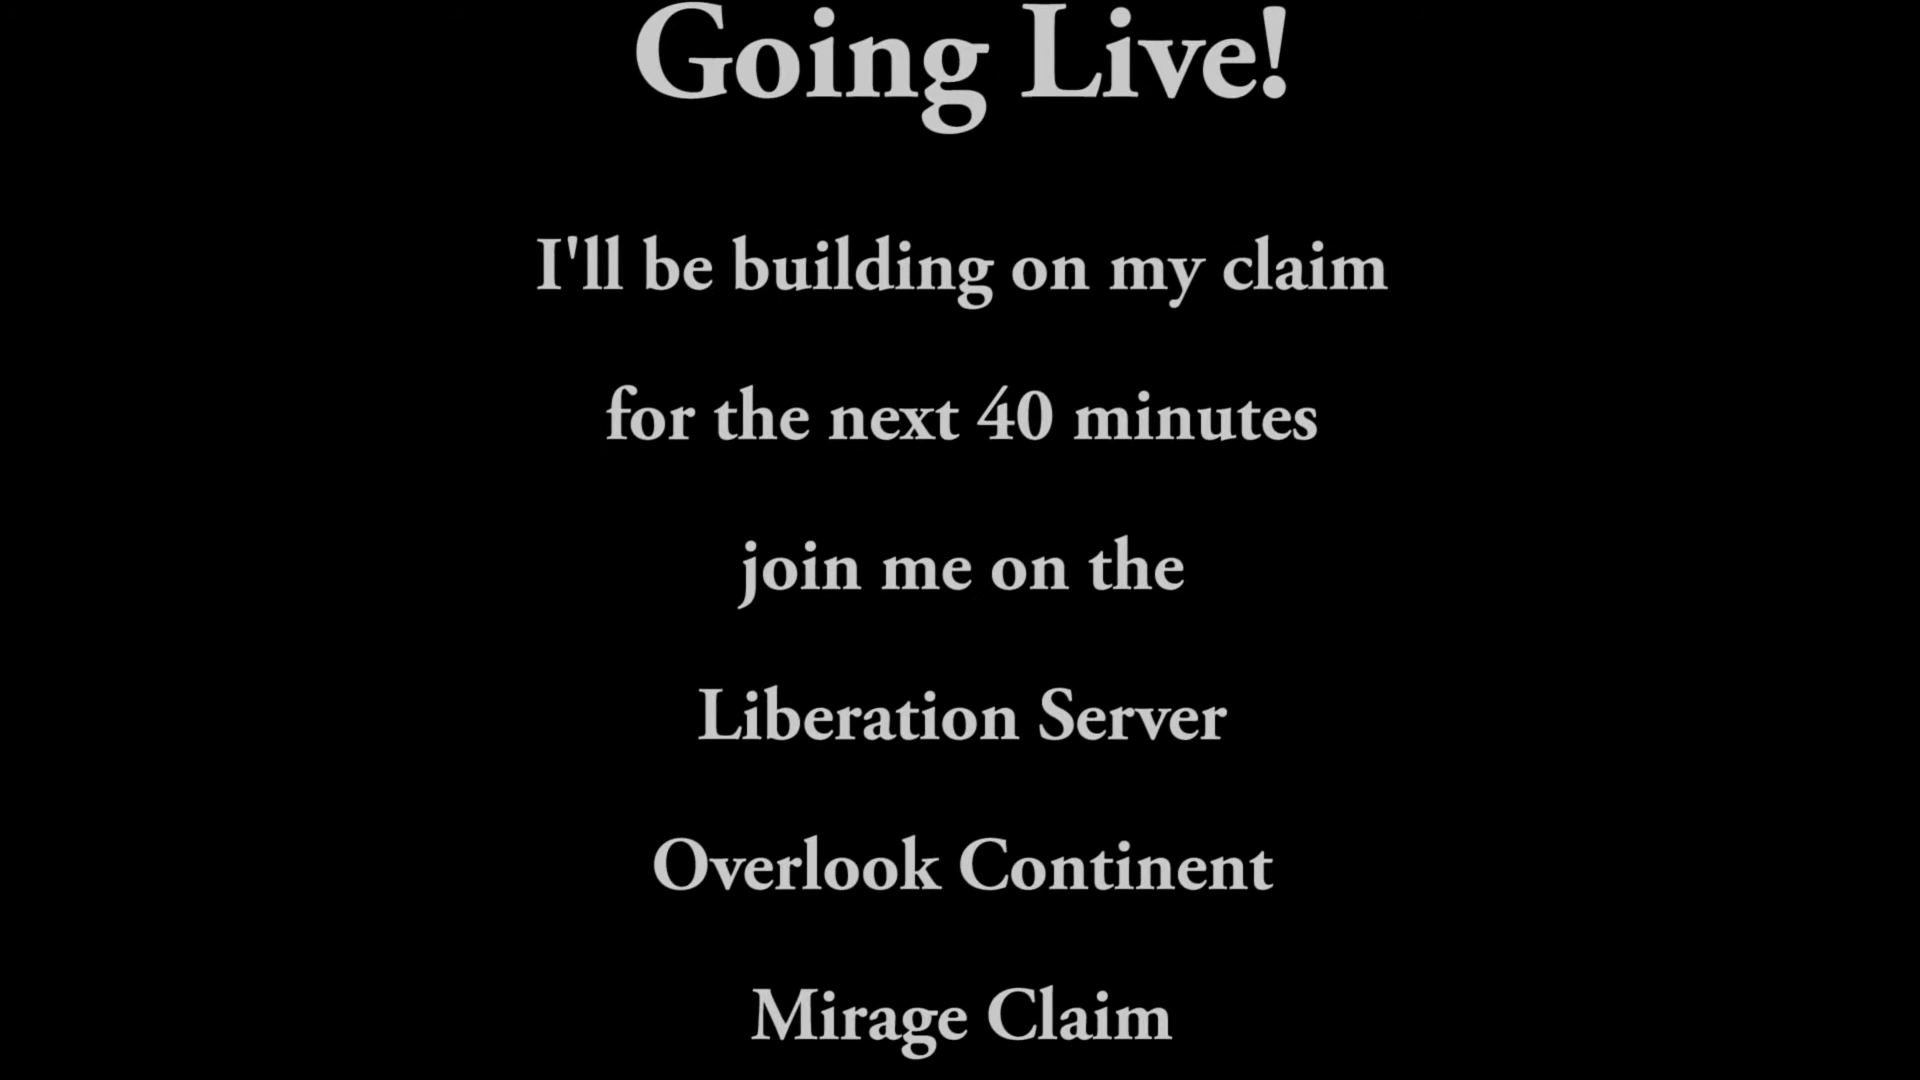 Going Live!
I'll be building on my claim
for the next 40 minutes
join me on the
Liberation Server
Overlook Continent
Mirage Claim